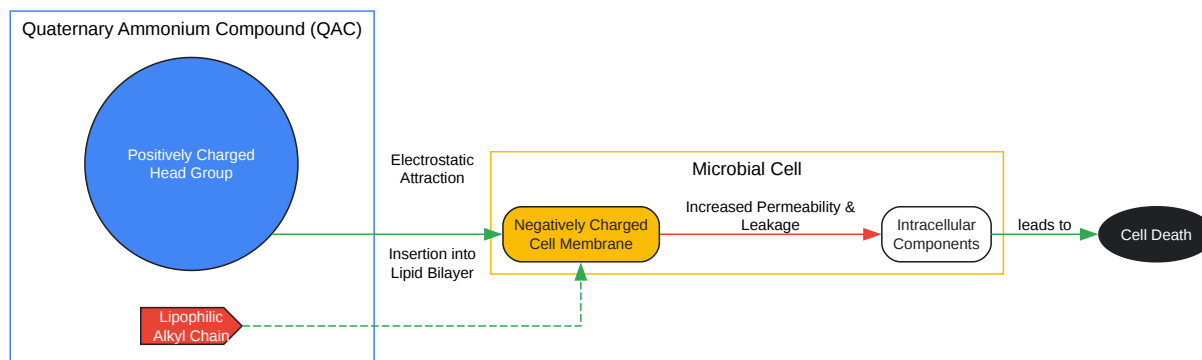 Quaternary Ammonium Compound (QAC)
Positively Charged
Head Group
Lipophilic
Alkyl Chain
Electrostatic
Attraction
Insertion into
Lipid Bilayer
Microbial Cell
Negatively Charged
Cell Membrane
Increased Permeability &
Leakage
Intracellular
Components
leads to
Cell Death